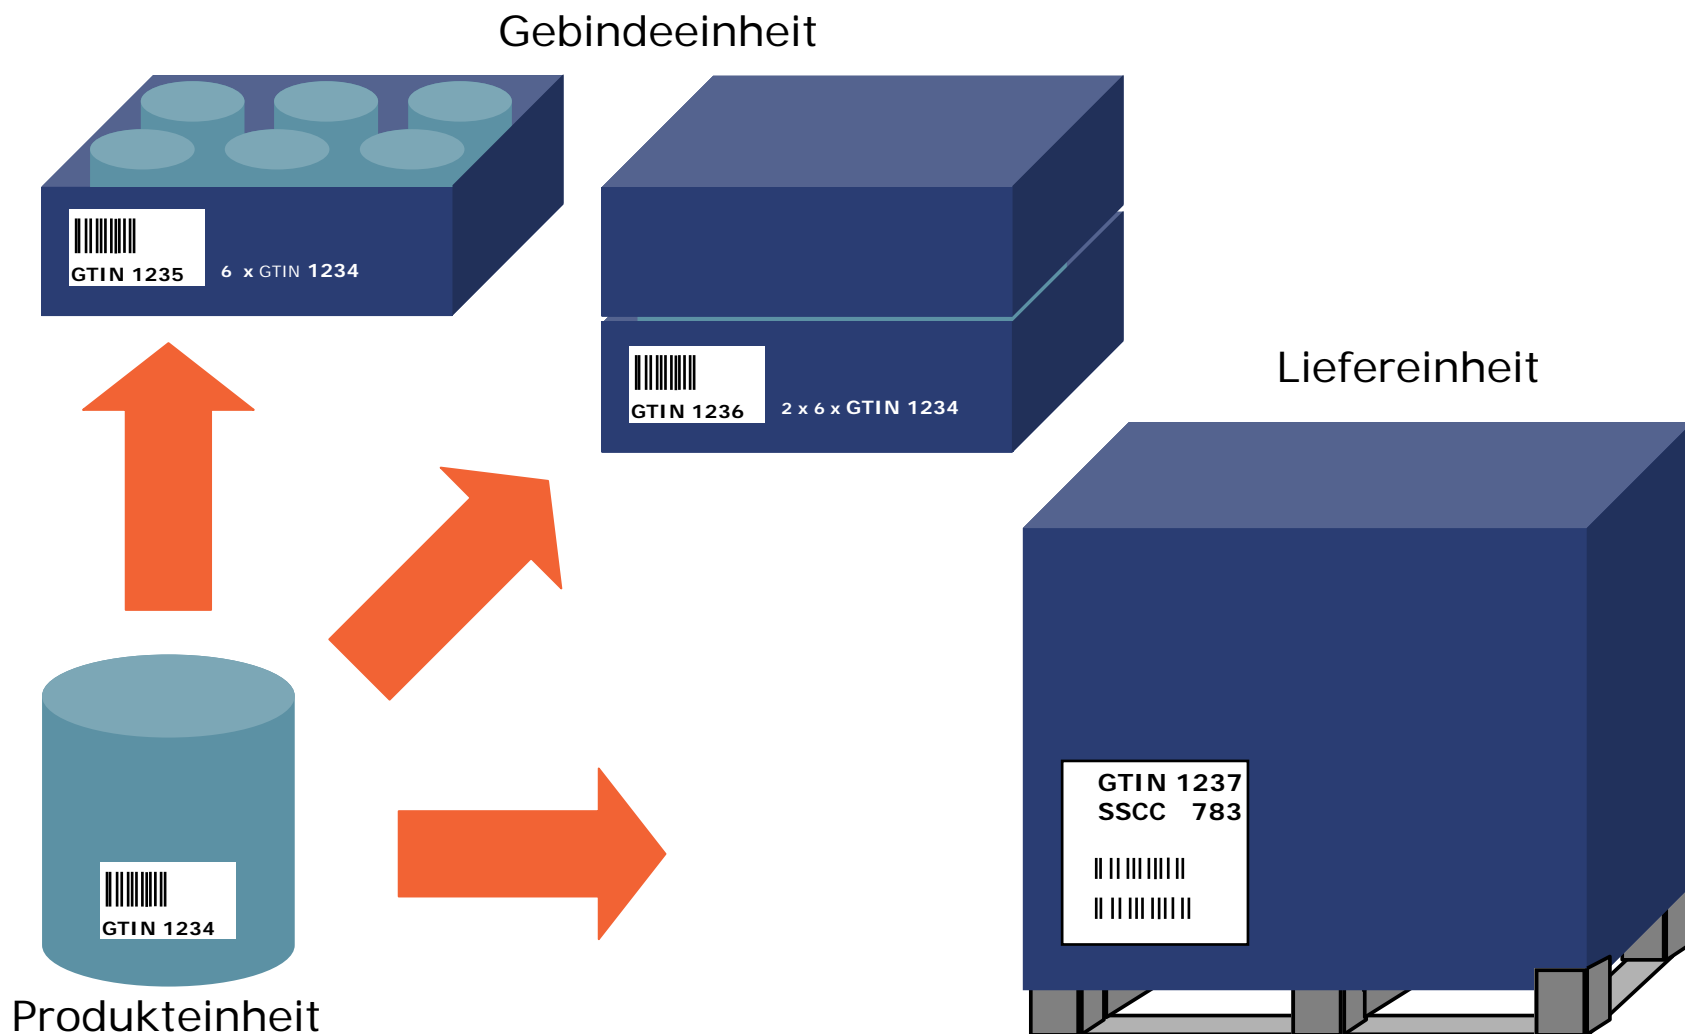 Gebindeeinheit
GTIN 1235
6 x GTIN 1234
GTIN 1236
2 x 6 x GTIN 1234
Liefereinheit
GTIN 1237
SSCC 783
GTIN 1234
Produkteinheit